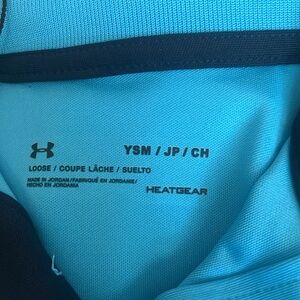 YSM / JP / CH
LOOSE / COUPE LÂCHE / SUELTO
MADE IN JORDAN/FABRIQUÉ EN JORDANIE/
HECHO EN JORDANIA
HEATGEAR